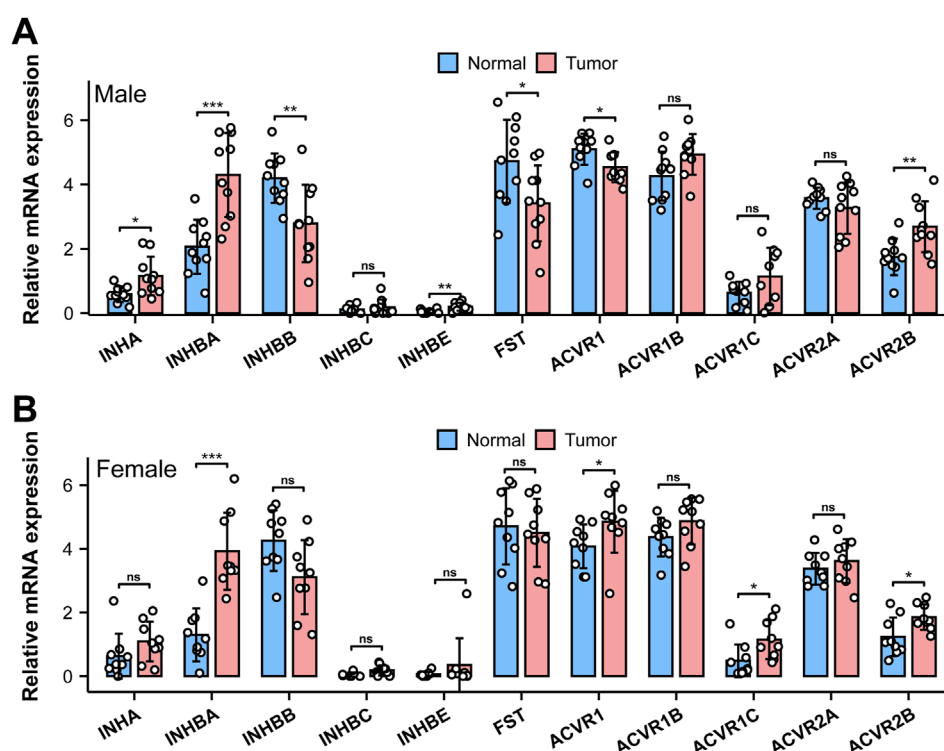 A
Normal Tumor
Male
Relative mRNA expression
6
4
2
0
* *** ** ns ** * * ns ns ns **
INHA INHBA INHBB INHBC INHBE FST ACVR1 ACVR1B ACVR1C ACVR2A ACVR2B
B
Normal Tumor
Female
Relative mRNA expression
6
4
2
0
ns *** ns ns ns ns * ns * ns *
INHA INHBA INHBB INHBC INHBE FST ACVR1 ACVR1B ACVR1C ACVR2A ACVR2B